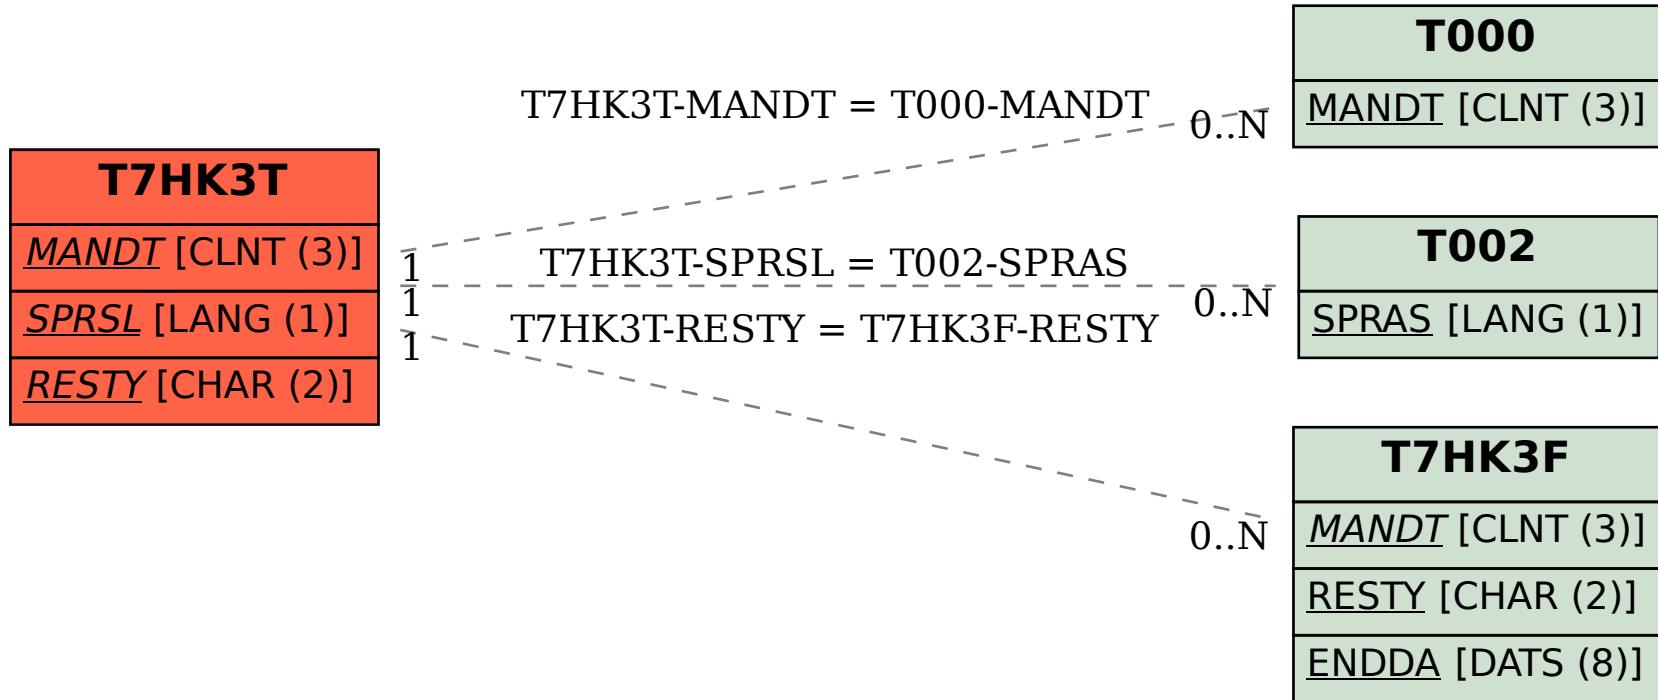 T7HK3T
MANDT [CLNT (3)]
SPRSL [LANG (1)]
RESTY [CHAR (2)]
T7HK3T-MANDT = T000-MANDT
0..N
1
T7HK3T-SPRSL = T002-SPRAS
1
0..N
T7HK3T-RESTY = T7HK3F-RESTY
1
0..N
T000
MANDT [CLNT (3)]
T002
SPRAS [LANG (1)]
T7HK3F
MANDT [CLNT (3)]
RESTY [CHAR (2)]
ENDDA [DATS (8)]